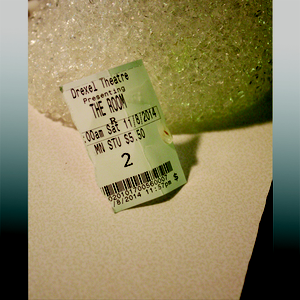 Drexel Theatre
Presenting
THE ROOM
R
:00am Sat 11/8/2014
MN STU $5.50
2
/8/2014 11:57pm $